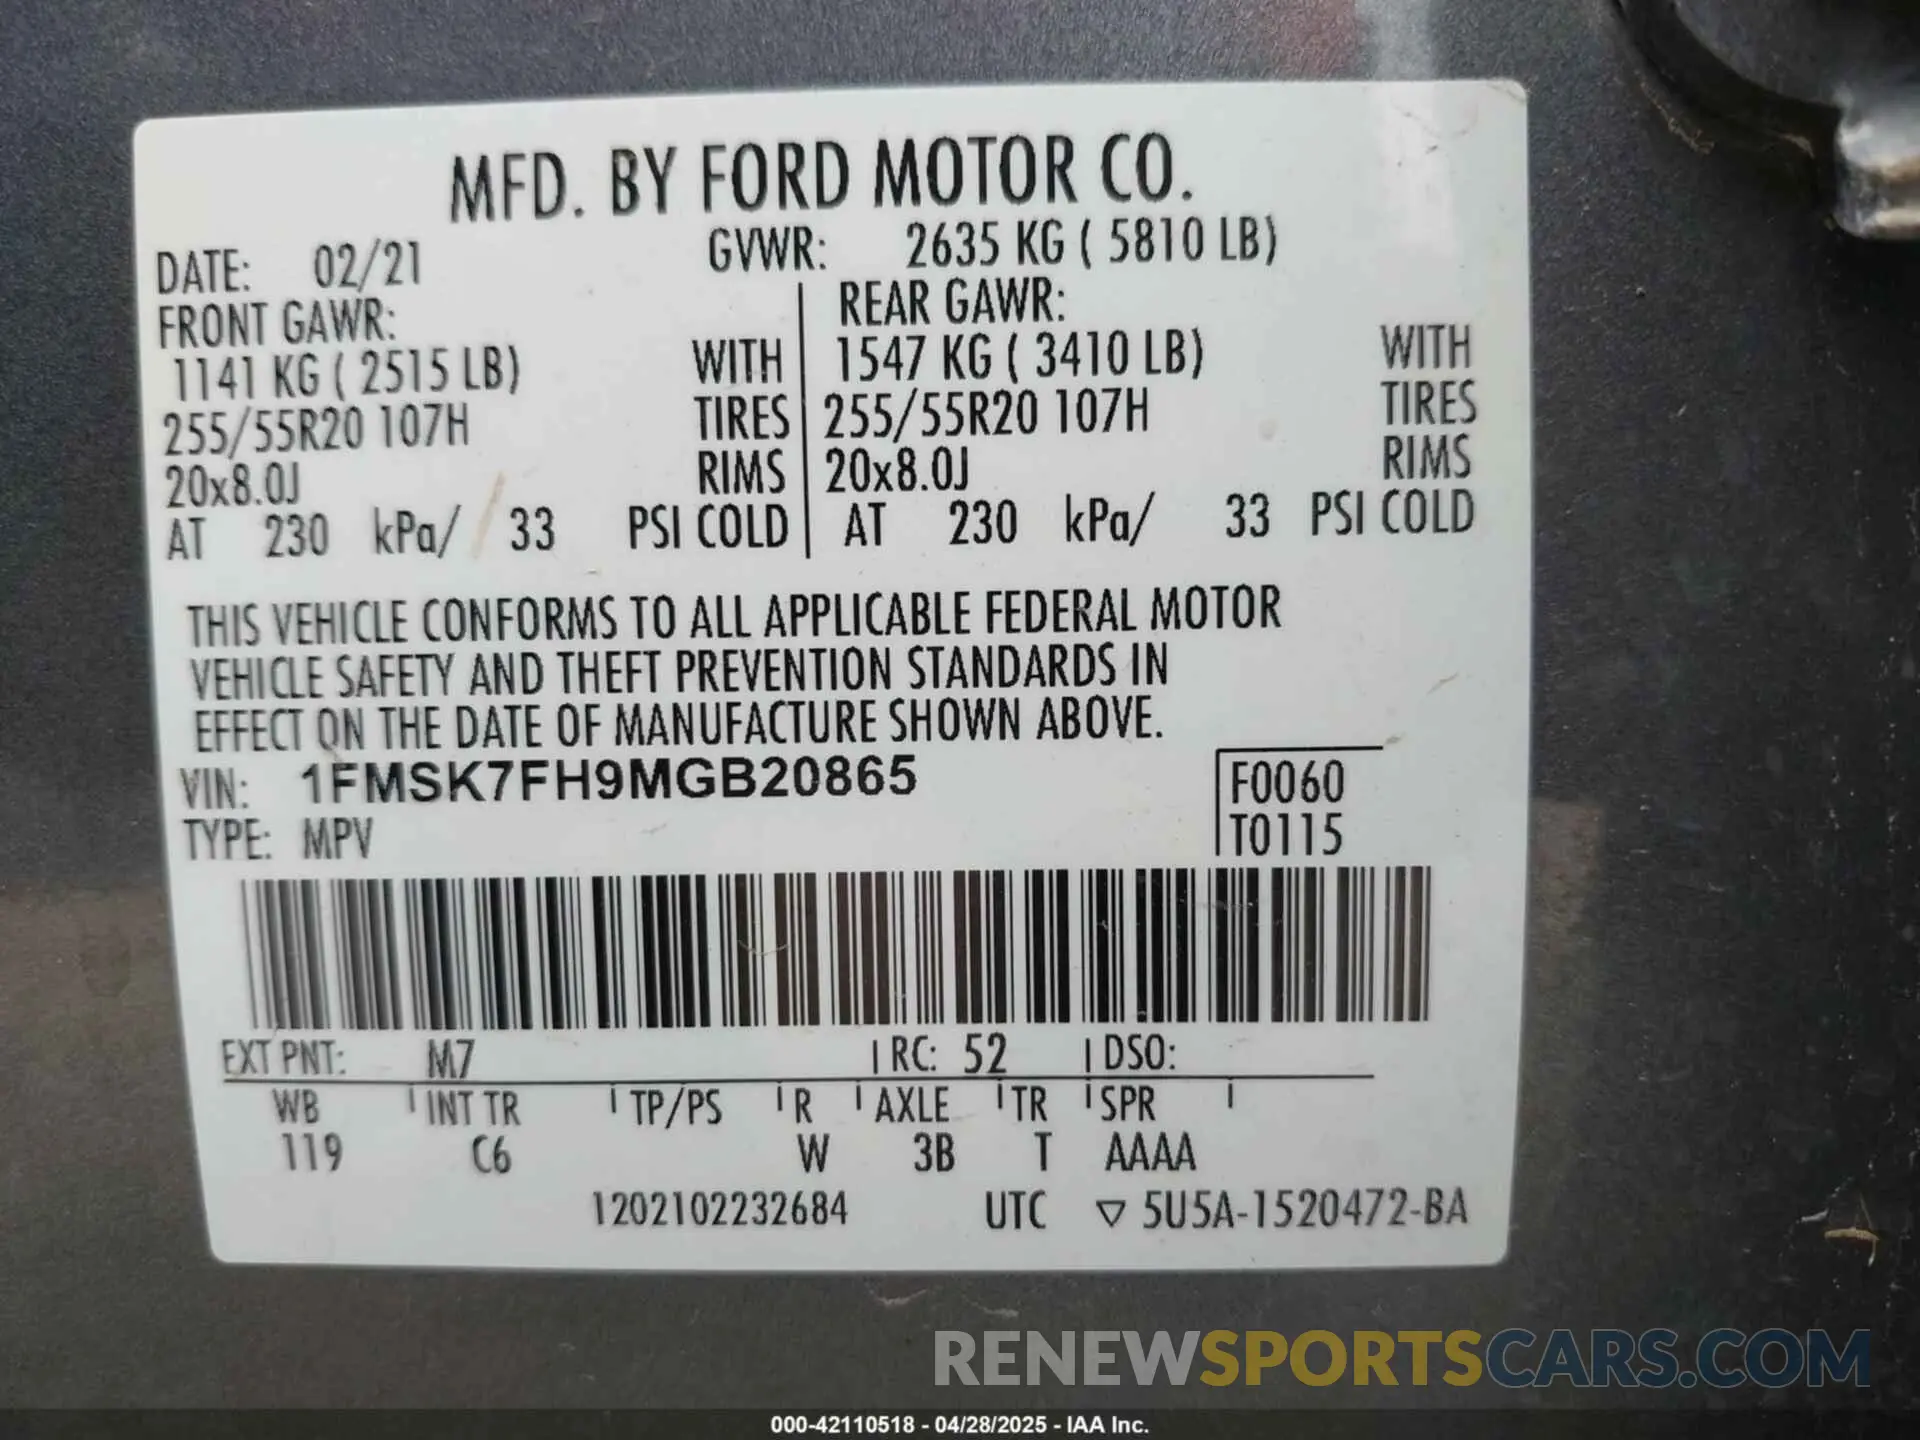 MFD. BY FORD MOTOR CO.
DATE: 02/21 GVWR: 2635 KG ( 5810 LB)
FRONT GAWR: REAR GAWR:
1141 KG ( 2515 LB) WITH 1547 KG ( 3410 LB) WITH
255/55R20 107H TIRES 255/55R20 107H TIRES
20x8.0J RIMS 20x8.0J RIMS
AT 230 kPa/ 33 PSI COLD AT 230 kPa/ 33 PSI COLD
THIS VEHICLE CONFORMS TO ALL APPLICABLE FEDERAL MOTOR
VEHICLE SAFETY AND THEFT PREVENTION STANDARDS IN
EFFECT ON THE DATE OF MANUFACTURE SHOWN ABOVE.
VIN: 1FMSK7FH9MGB20865 F0060
TYPE: MPV T0115
EXT PNT: M7 RC: 52 DSO:
WB INT TR TP/PS R AXLE TR SPR
119 C6 W 3B T AAAA
1202102232684 UTC ▽ 5U5A-1520472-BA
RENEWSPORTSCARS.COM
000-42110518 - 04/28/2025 - IAA Inc.